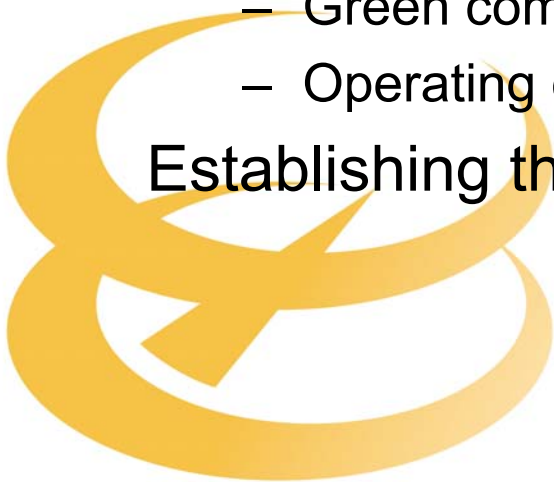 – Green com
– Operating
Establishing th